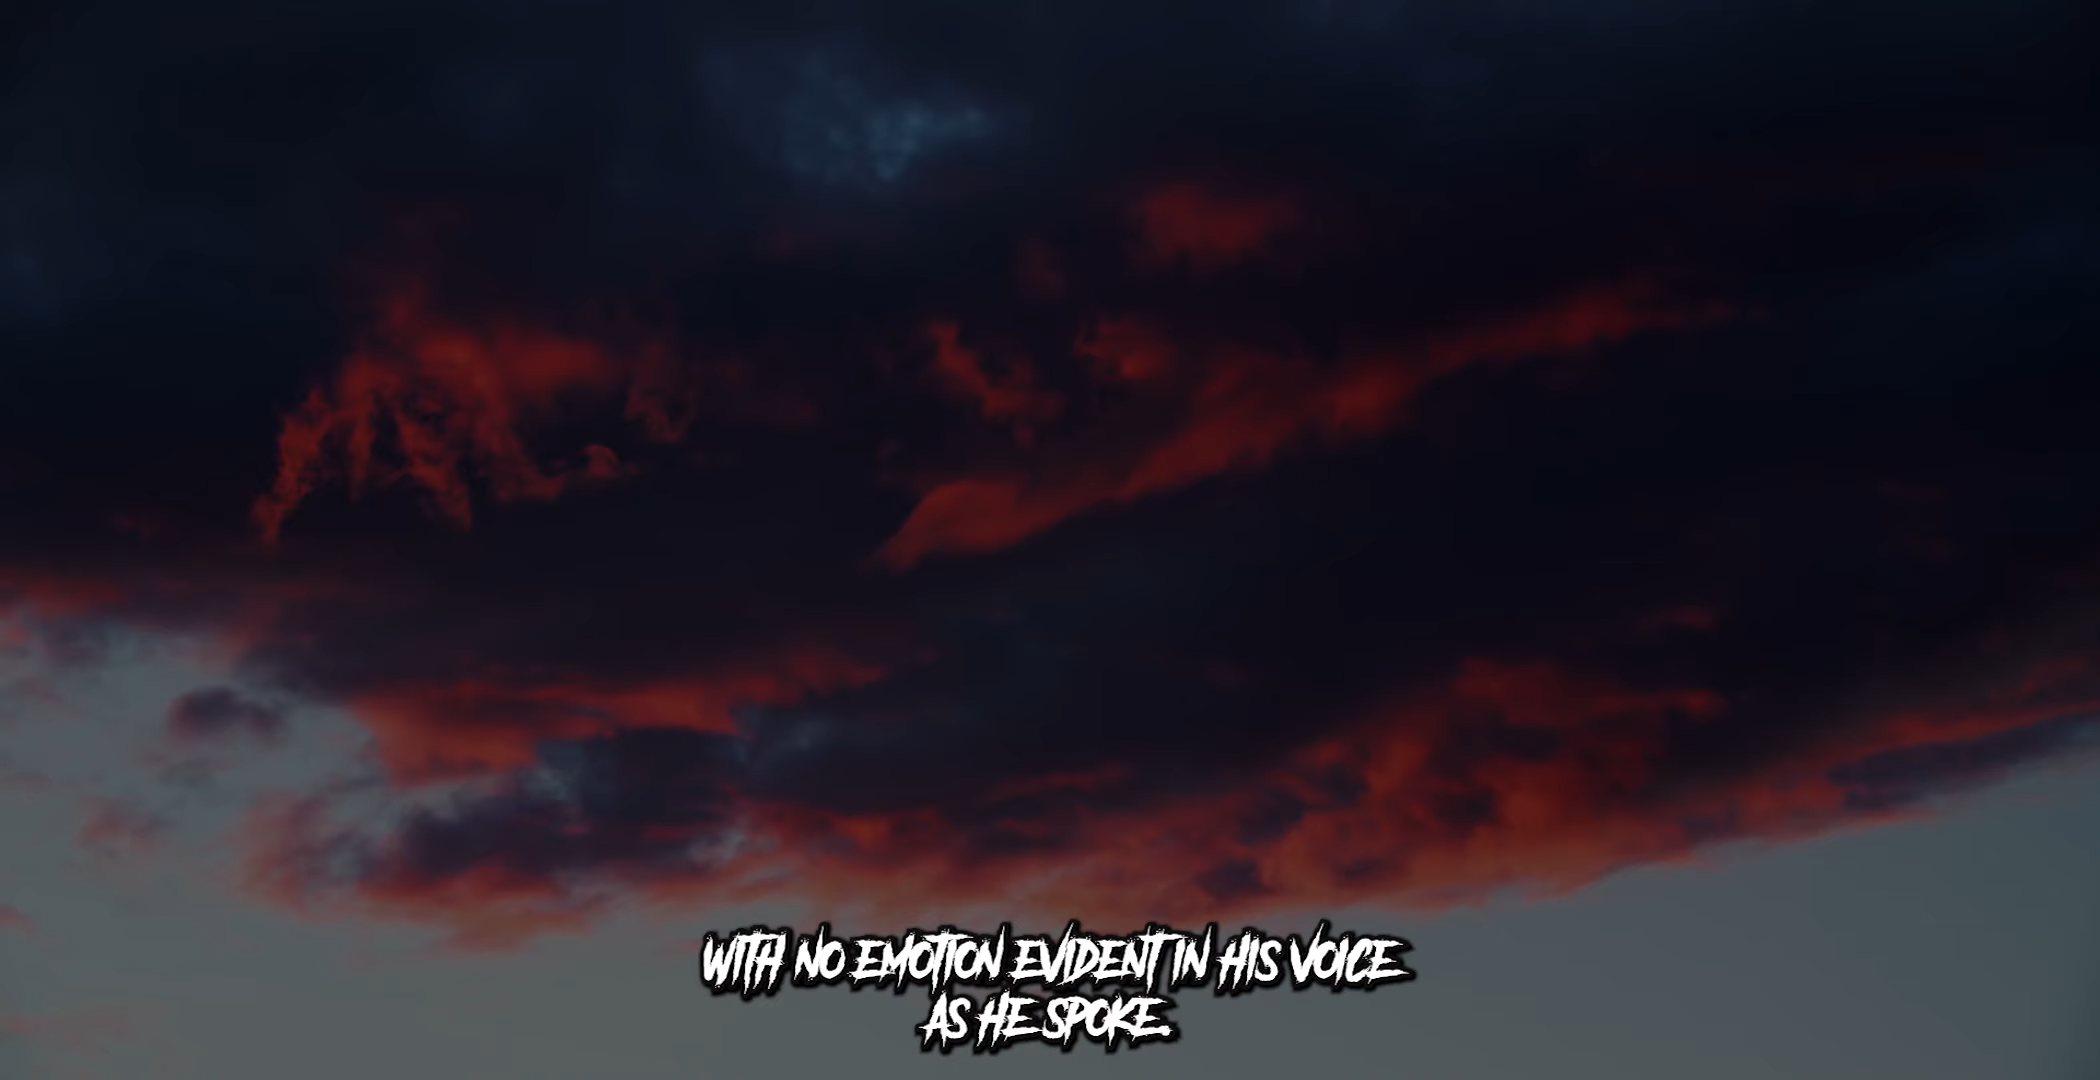 WITH NO EMOTION EVIDENT IN HIS VOICE
AS HE SPOKE.